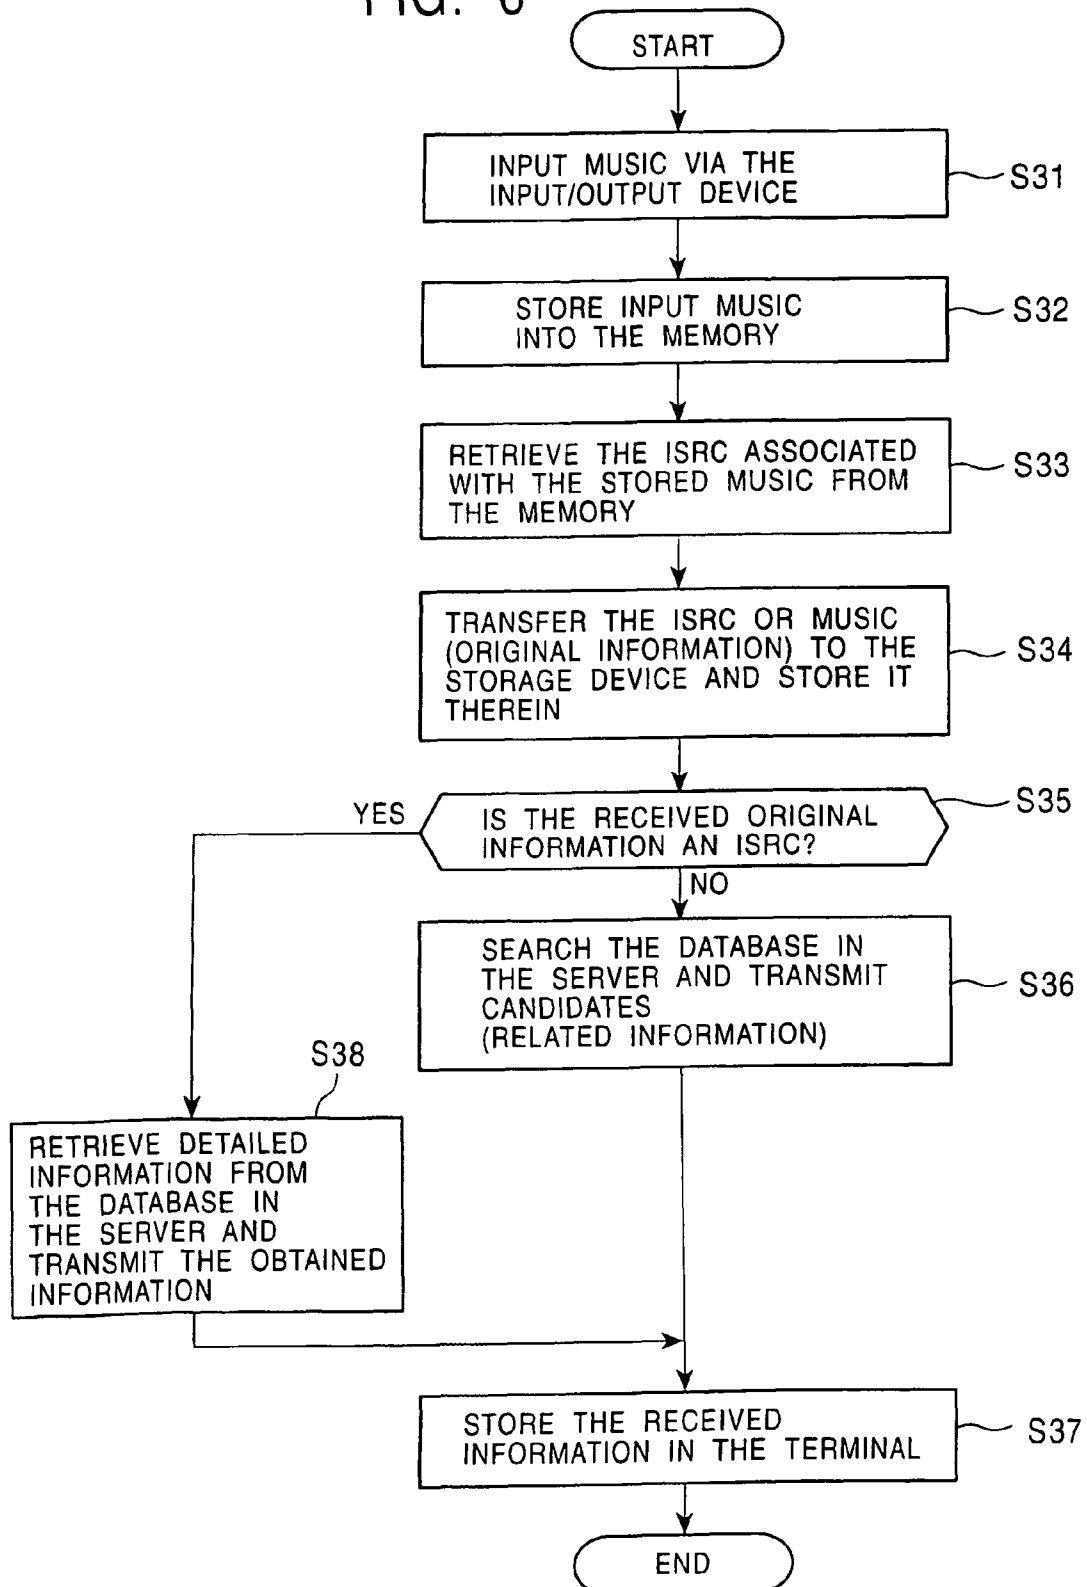 START
INPUT MUSIC VIA THE
INPUT/OUTPUT DEVICE
S31
STORE INPUT MUSIC
INTO THE MEMORY
S32
RETRIEVE THE ISRC ASSOCIATED
WITH THE STORED MUSIC FROM
THE MEMORY
S33
TRANSFER THE ISRC OR MUSIC
(ORIGINAL INFORMATION) TO THE
STORAGE DEVICE AND STORE IT
THEREIN
S34
IS THE RECEIVED ORIGINAL
INFORMATION AN ISRC?
S35
YES
NO
SEARCH THE DATABASE IN
THE SERVER AND TRANSMIT
CANDIDATES
(RELATED INFORMATION)
S36
S38
RETRIEVE DETAILED
INFORMATION FROM
THE DATABASE IN
THE SERVER AND
TRANSMIT THE OBTAINED
INFORMATION
STORE THE RECEIVED
INFORMATION IN THE TERMINAL
S37
END